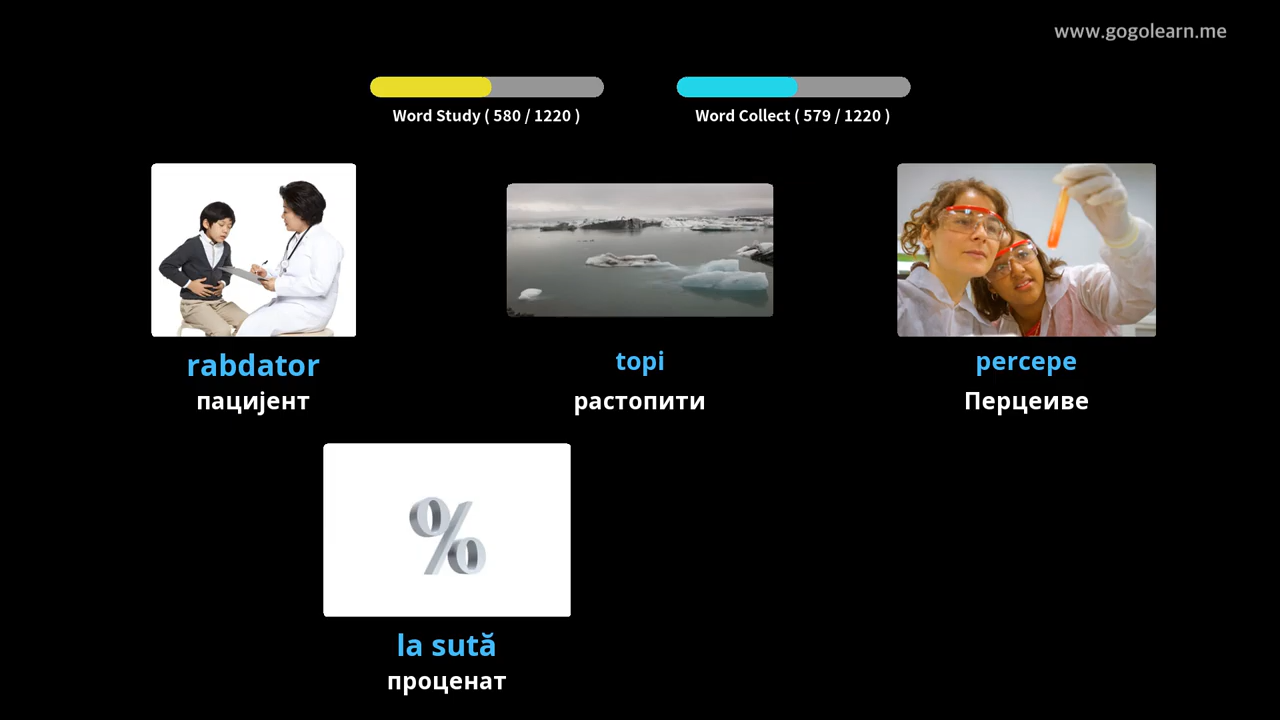 www.gogolearn.me
Word Study ( 580 / 1220 )
Word Collect ( 579 / 1220 )
rabdator
пацијент
topi
растопити
percepe
Перцеиве
la sută
проценат